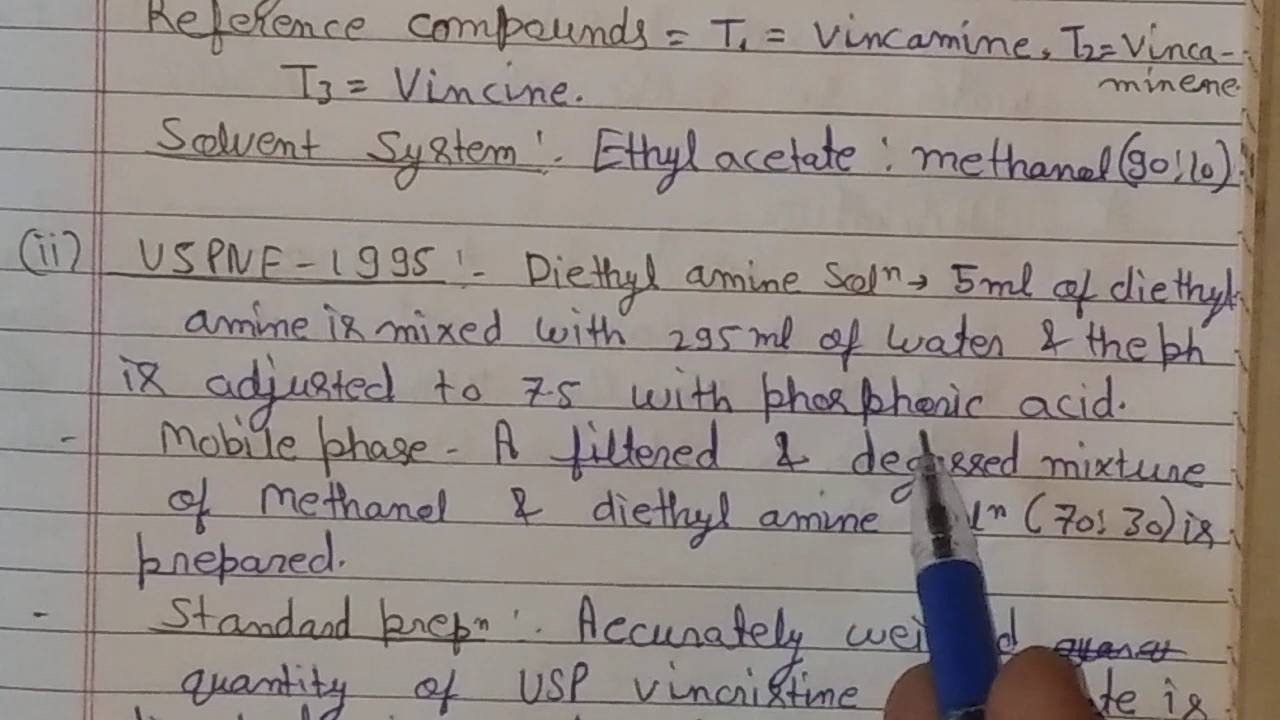 Reference compounds = T1 = Vincamine, T2 = Vinca-
minene.
T3 = Vincine.
Solvent System :- Ethyl acetate : methanol (90:10)
(ii) USPNF - 1995 :- Diethyl amine Solⁿ → 5ml of diethyl
amine is mixed with 295 ml of water & the ph
is adjusted to 7.5 with phosphoric acid.
- Mobile phase - A filtered & degassed mixture
of methanol & diethyl amine (70:30) is
prepared.
- Standard prepⁿ :- Accurately
quantity of USP vincristine is